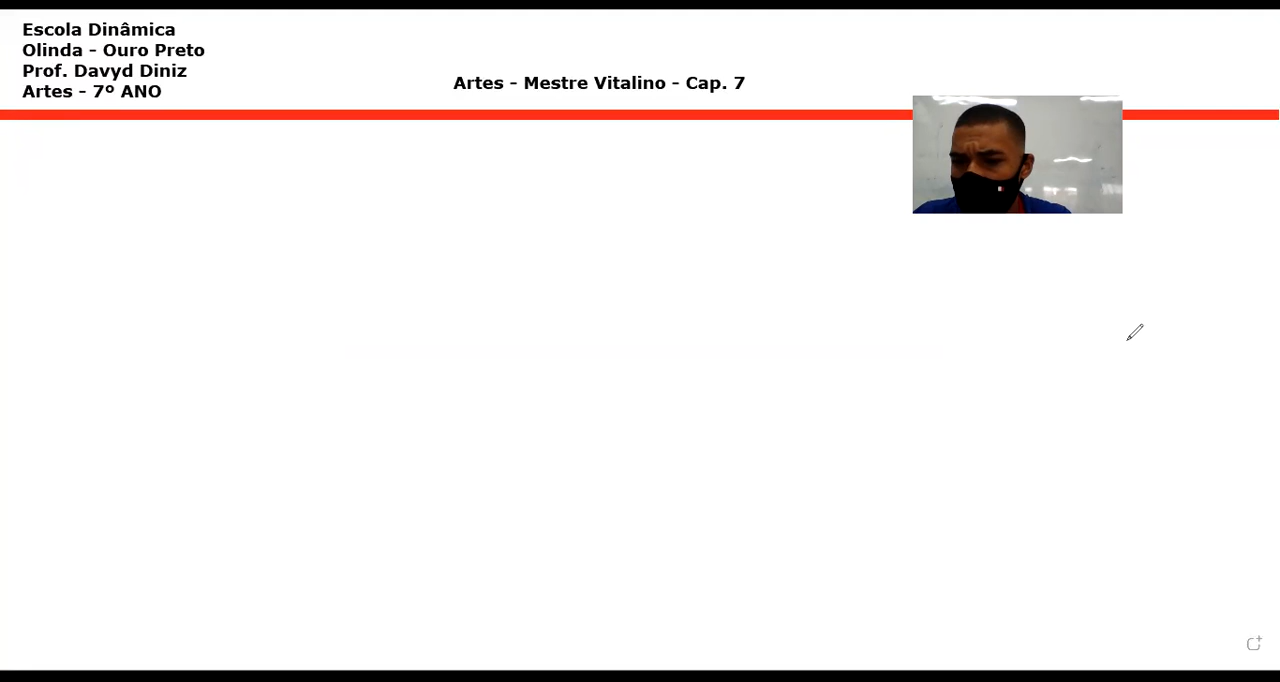 Escola Dinâmica
Olinda - Ouro Preto
Prof. Davyd Diniz
Artes - 7º ANO
Artes - Mestre Vitalino - Cap. 7